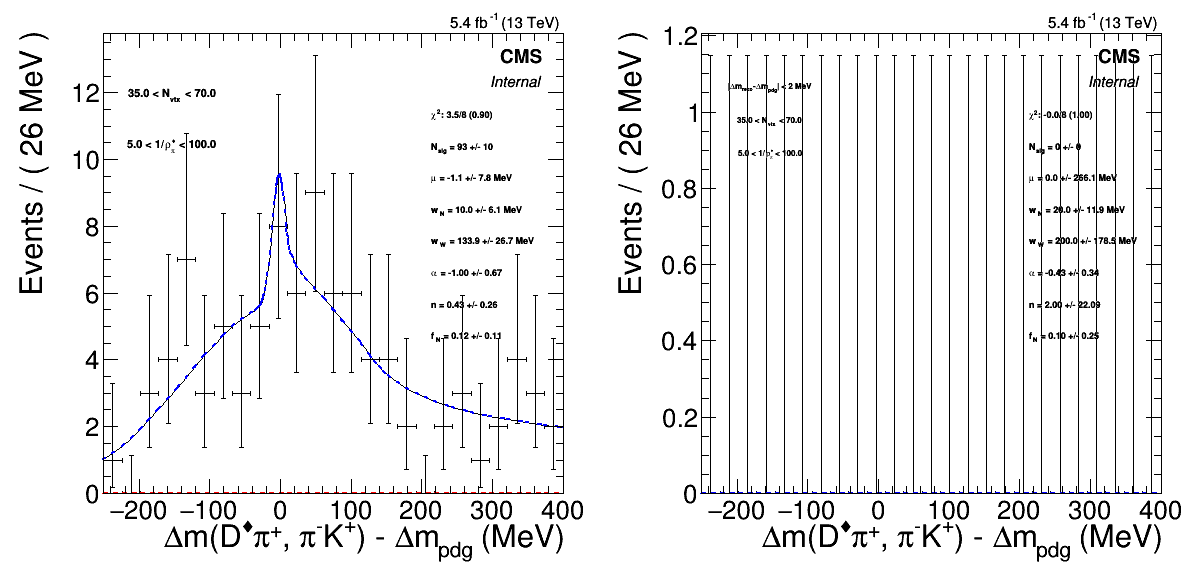 5.4 fb⁻¹ (13 TeV)
CMS
Internal
35.0 < N_vtx < 70.0
5.0 < 1/ρ*_π < 100.0
χ²: 3.5/8 (0.90)
N_sig = 93 +/- 10
μ = -1.1 +/- 7.8 MeV
w_N = 10.0 +/- 6.1 MeV
w_W = 133.9 +/- 26.7 MeV
α = -1.00 +/- 0.67
n = 0.43 +/- 0.26
f_N = 0.12 +/- 0.11
Events / ( 26 MeV )
12
10
8
6
4
2
0
−200 −100 0 100 200 300 400
Δm(D♦π⁺, π⁻K⁺) - Δm_pdg (MeV)
5.4 fb⁻¹ (13 TeV)
CMS
Internal
|Δm_reco-Δm_pdg| < 2 MeV
35.0 < N_vtx < 70.0
5.0 < 1/ρ*_π < 100.0
χ²: -0.0/8 (1.00)
N_sig = 0 +/- 0
μ = 0.0 +/- 256.1 MeV
w_N = 20.0 +/- 11.9 MeV
w_W = 200.0 +/- 178.5 MeV
α = -0.43 +/- 0.34
n = 2.00 +/- 22.09
f_N = 0.10 +/- 0.25
Events / ( 26 MeV )
1.2
1
0.8
0.6
0.4
0.2
0
−200 −100 0 100 200 300 400
Δm(D♦π⁺, π⁻K⁺) - Δm_pdg (MeV)